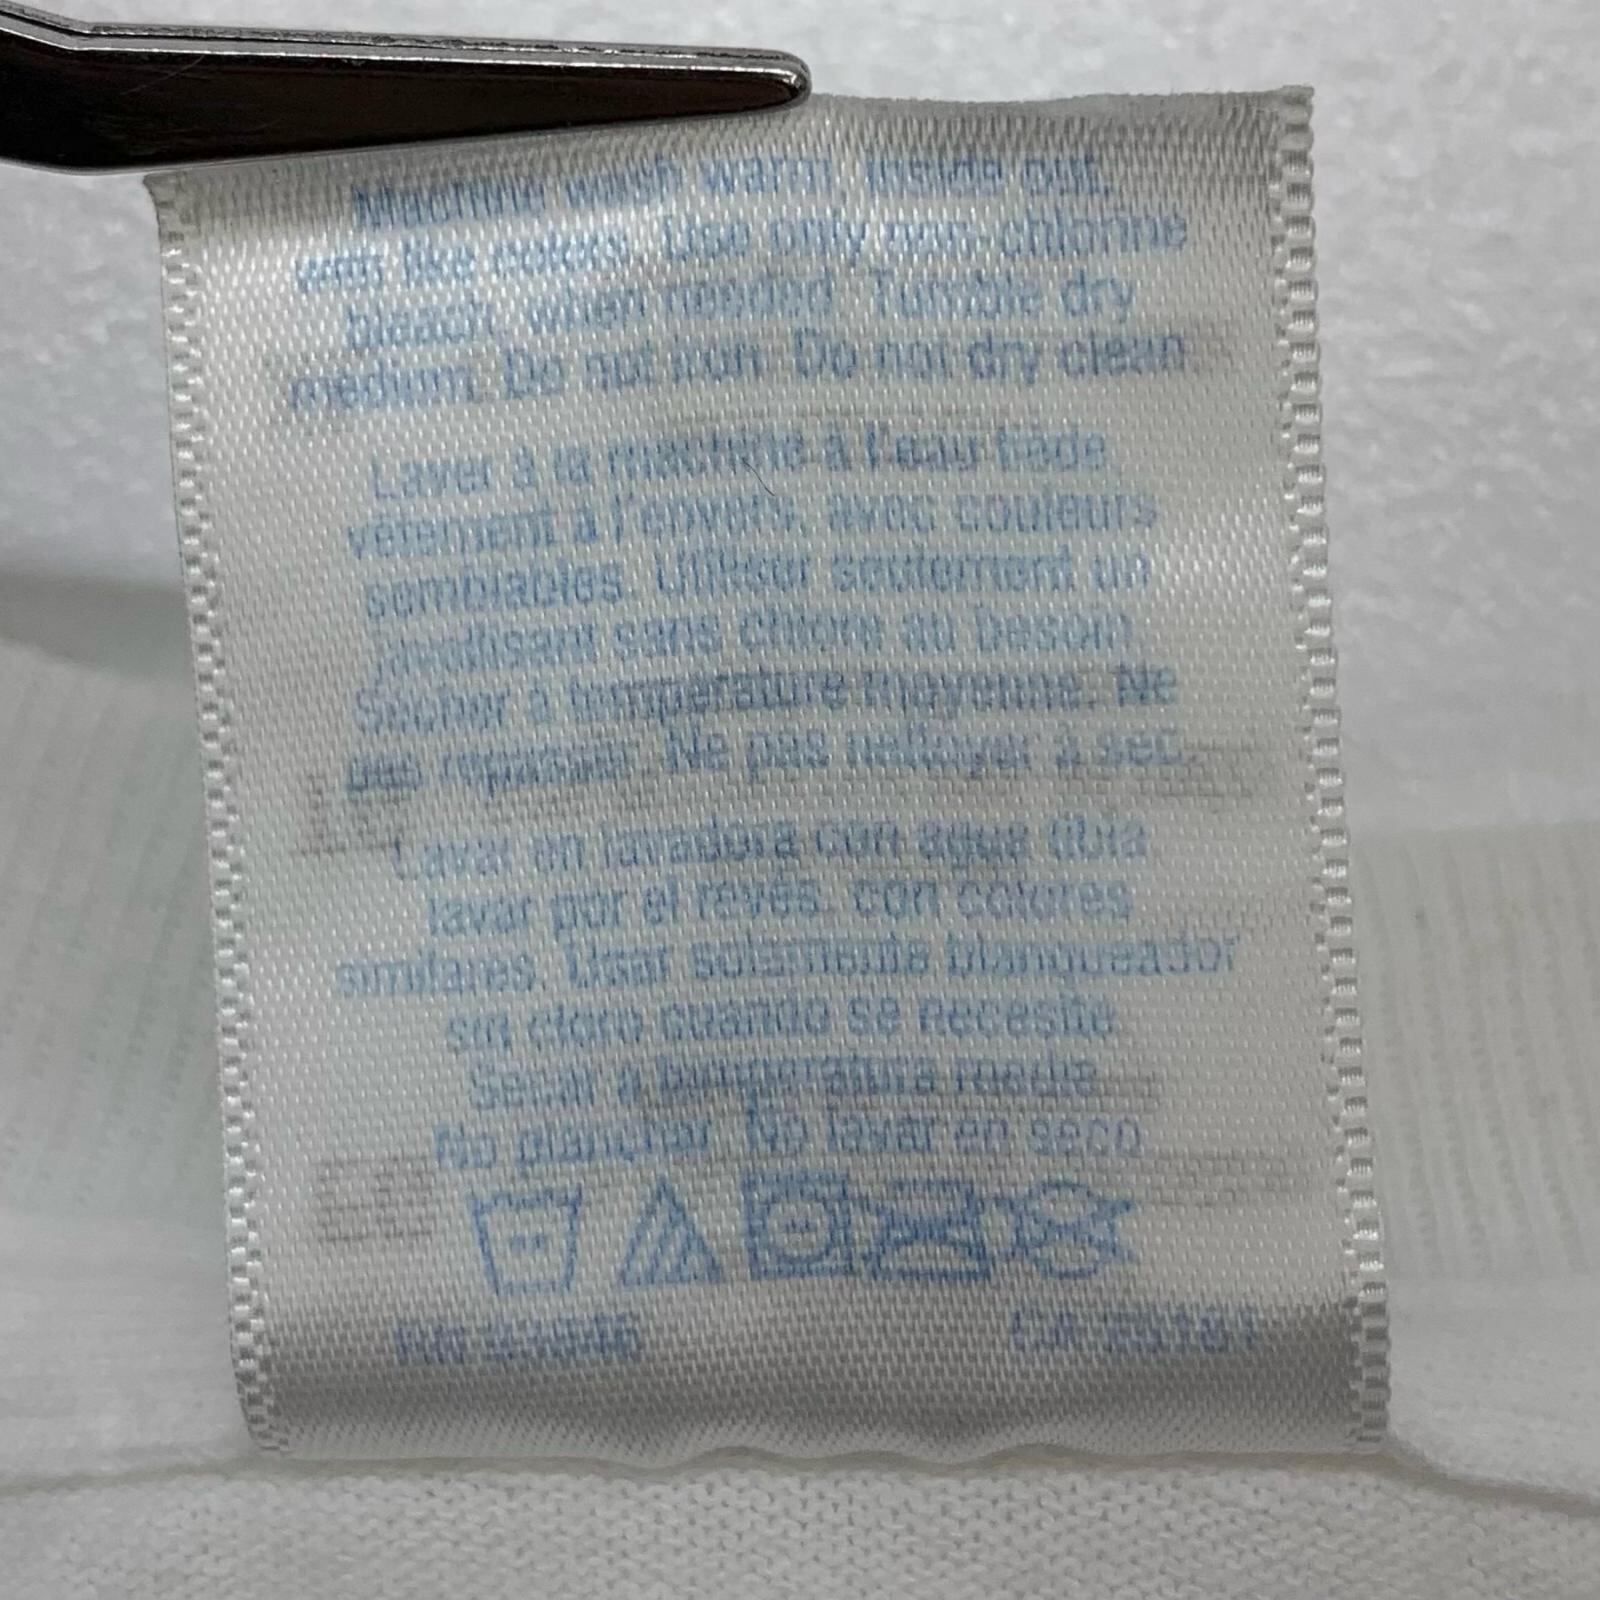 Machine wash warm, inside out,
with like colors. Use only non-chlorine
bleach, when needed. Tumble dry
medium. Do not iron. Do not dry clean
Laver à la machine à l'eau tiède
vêtement à l'envers, avec couleurs
semblables. Utiliser seulement un
javellisant sans chlore au besoin.
Sécher à température moyenne. Ne
pas repasser. Ne pas nettoyer à sec.
Lavar en lavadora con agua tibia
lavar por el revés, con colores
similares. Usar solamente blanqueador
sin cloro cuando se necesite
Secar a temperatura media
No planchar. No lavar en seco
RN
CA